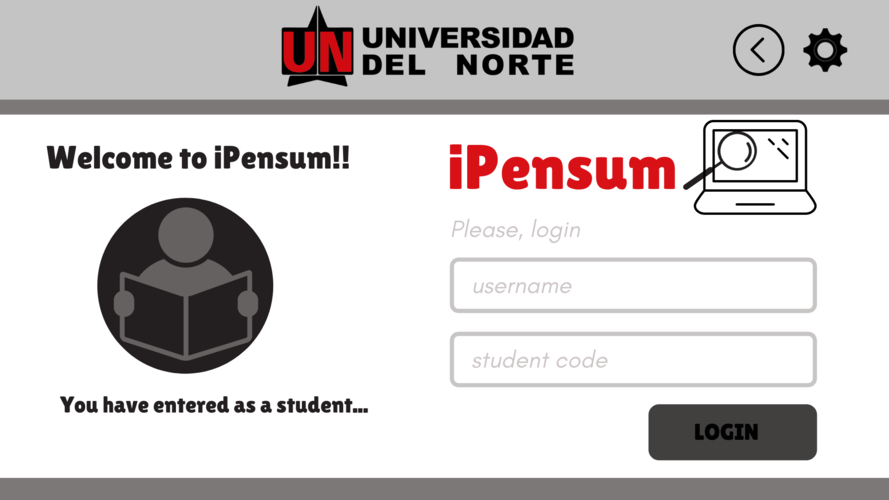 UN UNIVERSIDAD
DEL NORTE
Welcome to iPensum!!
You have entered as a student...
iPensum
Please, login
username
student code
LOGIN